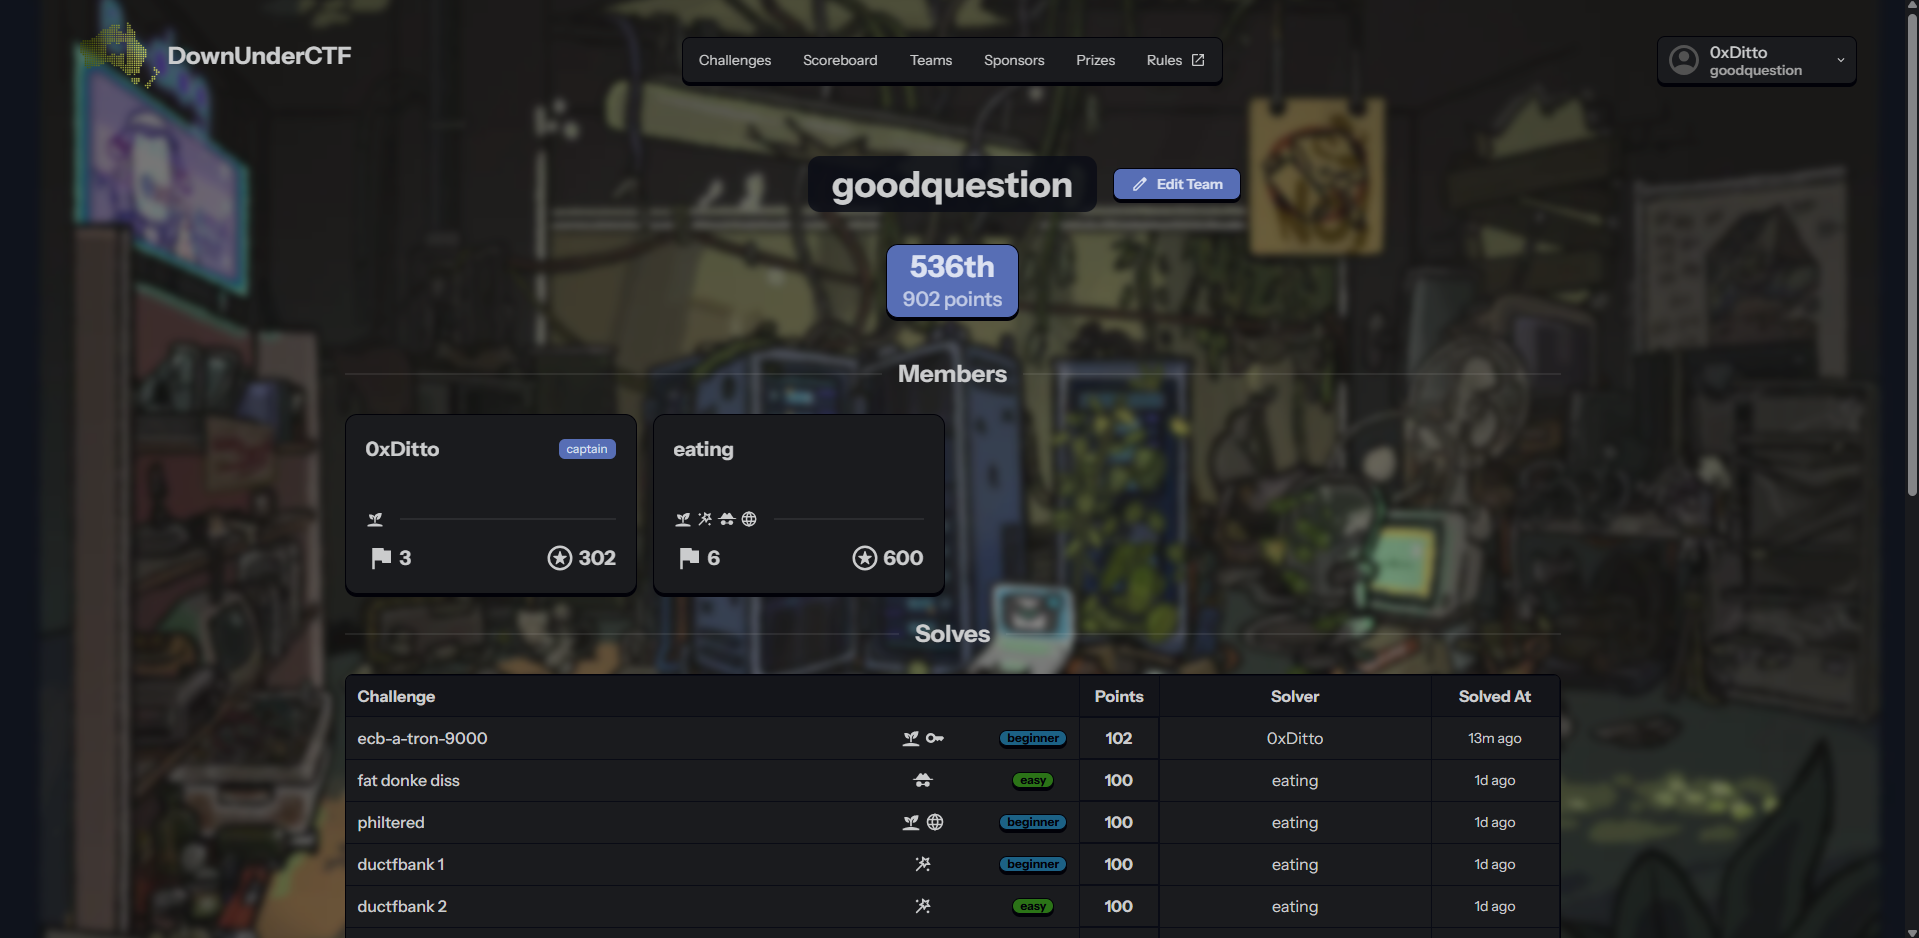 DownUnderCTF
Challenges Scoreboard Teams Sponsors Prizes Rules
0xDitto
goodquestion
goodquestion
Edit Team
536th
902 points
Members
0xDitto captain
3 302
eating
6 600
Solves
Challenge Points Solver Solved At
ecb-a-tron-9000 beginner 102 0xDitto 13m ago
fat donke diss easy 100 eating 1d ago
philtered beginner 100 eating 1d ago
ductfbank 1 beginner 100 eating 1d ago
ductfbank 2 easy 100 eating 1d ago